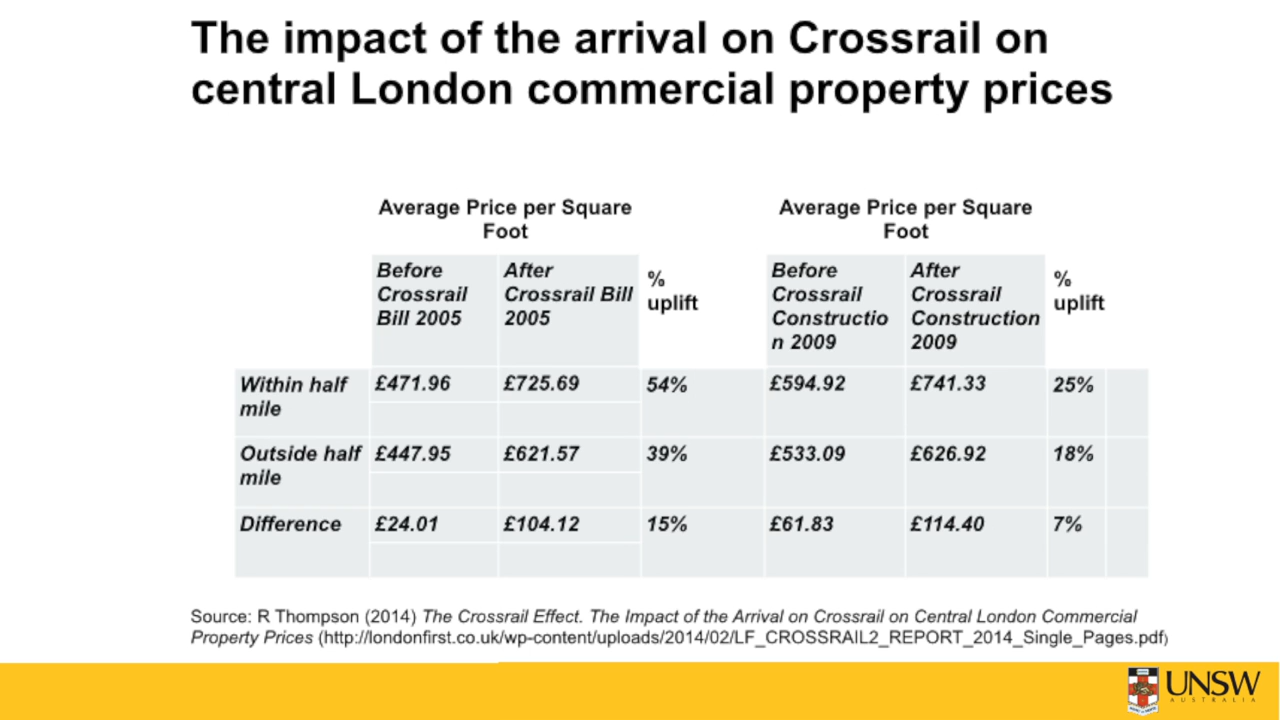 The impact of the arrival on Crossrail on
central London commercial property prices
Average Price per Square
Foot
Average Price per Square
Foot
Before
Crossrail
Bill 2005
After
Crossrail Bill
2005
%
uplift
Before
Crossrail
Constructio
n 2009
After
Crossrail
Construction
2009
%
uplift
Within half
mile
£471.96
£725.69
54%
£594.92
£741.33
25%
Outside half
mile
£447.95
£621.57
39%
£533.09
£626.92
18%
Difference
£24.01
£104.12
15%
£61.83
£114.40
7%
Source: R Thompson (2014) The Crossrail Effect. The Impact of the Arrival on Crossrail on Central London Commercial
Property Prices (http://londonfirst.co.uk/wp-content/uploads/2014/02/LF_CROSSRAIL2_REPORT_2014_Single_Pages.pdf)
UNSW
AUSTRALIA